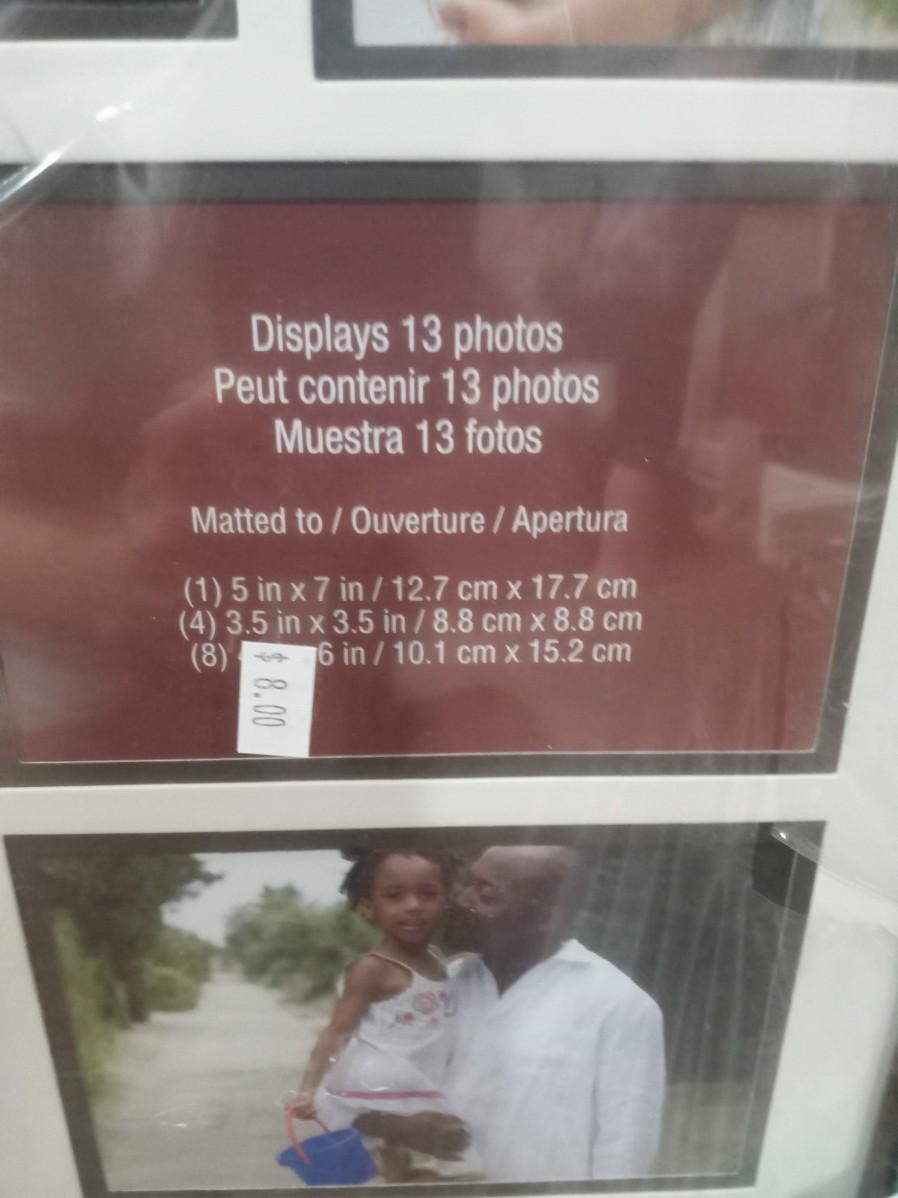 Displays 13 photos
Peut contenir 13 photos
Muestra 13 fotos
Matted to / Ouverture / Apertura
(1) 5 in x 7 in / 12.7 cm x 17.7 cm
(4) 3.5 in x 3.5 in / 8.8 cm x 8.8 cm
(8) 6 in / 10.1 cm x 15.2 cm
$ 8.00